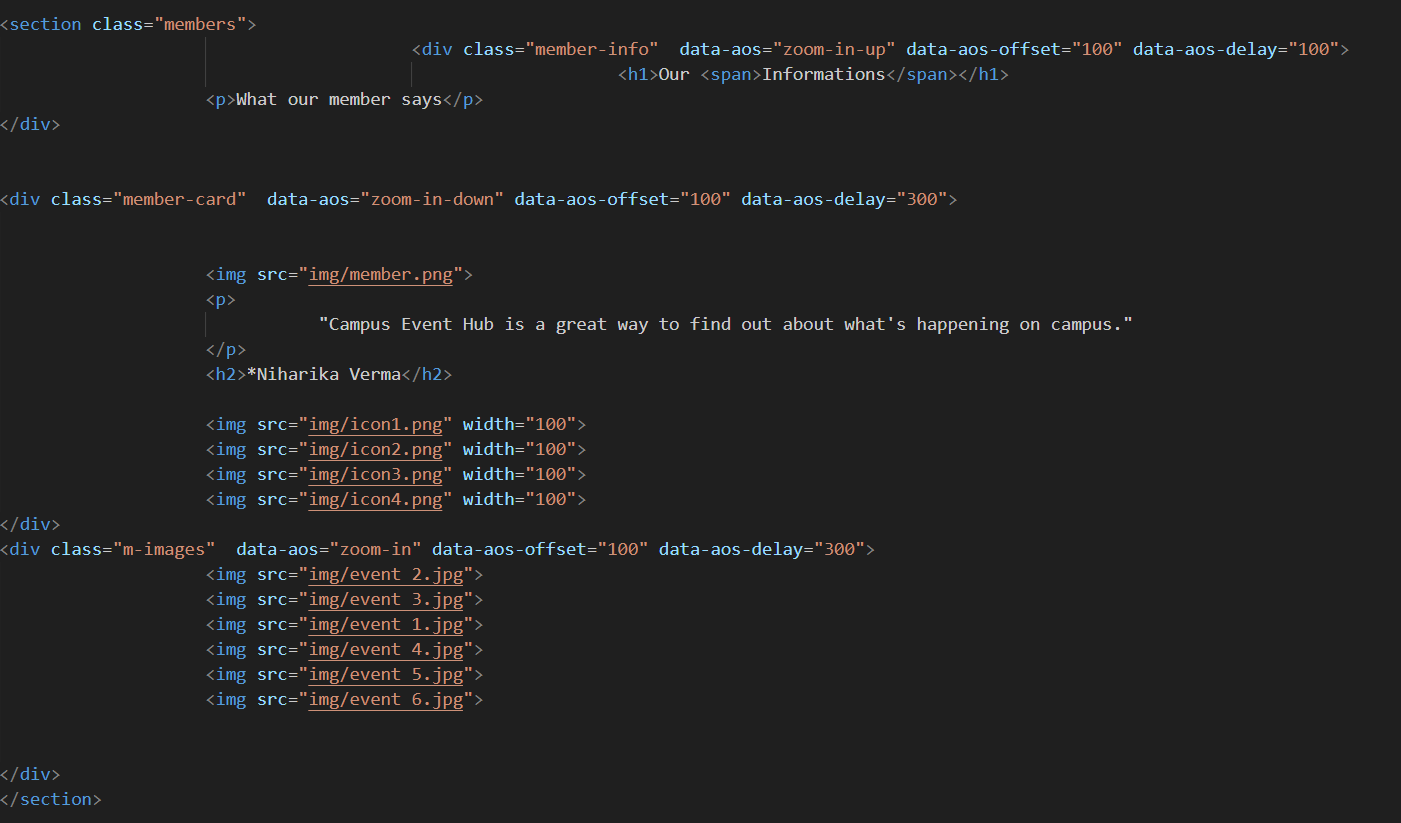 <section class="members">
<div class="member-info"  data-aos="zoom-in-up" data-aos-offset="100" data-aos-delay="100">
<h1>Our <span>Informations</span></h1>
<p>What our member says</p>
</div>
<div class="member-card"  data-aos="zoom-in-down" data-aos-offset="100" data-aos-delay="300">
<img src="img/member.png">
<p>
"Campus Event Hub is a great way to find out about what's happening on campus."
</p>
<h2>*Niharika Verma</h2>
<img src="img/icon1.png" width="100">
<img src="img/icon2.png" width="100">
<img src="img/icon3.png" width="100">
<img src="img/icon4.png" width="100">
</div>
<div class="m-images"  data-aos="zoom-in" data-aos-offset="100" data-aos-delay="300">
<img src="img/event 2.jpg">
<img src="img/event 3.jpg">
<img src="img/event 1.jpg">
<img src="img/event 4.jpg">
<img src="img/event 5.jpg">
<img src="img/event 6.jpg">
</div>
</section>